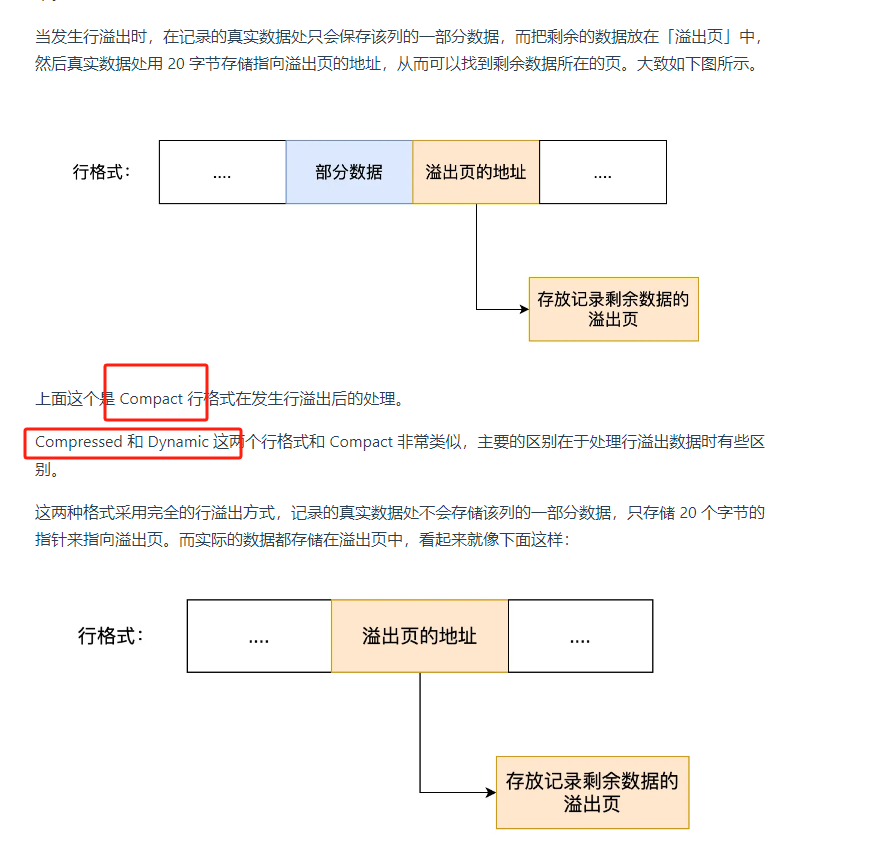 当发生行溢出时，在记录的真实数据处只会保存该列的一部分数据，而把剩余的数据放在「溢出页」中，
然后真实数据处用 20 字节存储指向溢出页的地址，从而可以找到剩余数据所在的页。大致如下图所示。
行格式：
....
部分数据
溢出页的地址
....
存放记录剩余数据的
溢出页
上面这个是 Compact 行格式在发生行溢出后的处理。
Compressed 和 Dynamic 这两个行格式和 Compact 非常类似，主要的区别在于处理行溢出数据时有些区
别。
这两种格式采用完全的行溢出方式，记录的真实数据处不会存储该列的一部分数据，只存储 20 个字节的
指针来指向溢出页。而实际的数据都存储在溢出页中，看起来就像下面这样：
行格式：
....
溢出页的地址
....
存放记录剩余数据的
溢出页